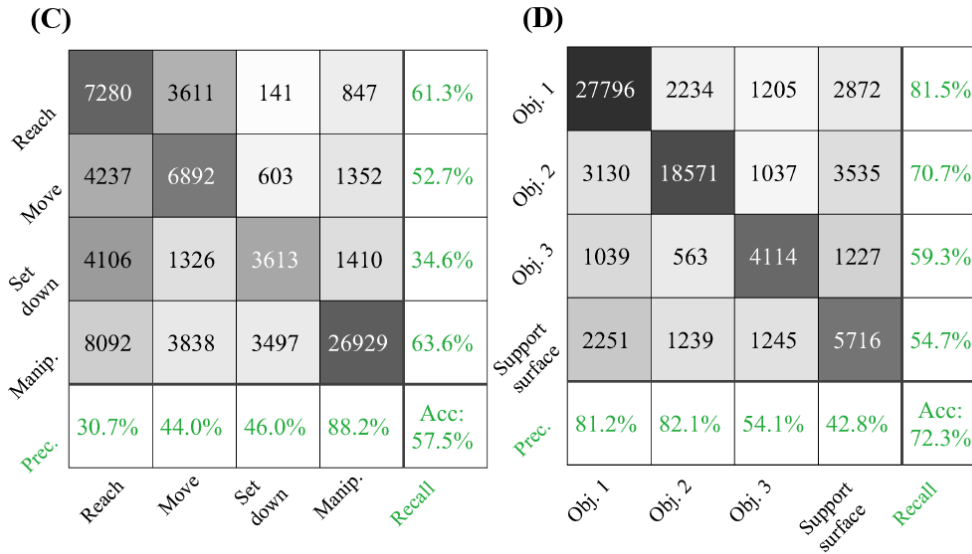 (C)
Reach 7280 3611 141 847 61.3%
Move 4237 6892 603 1352 52.7%
Set down 4106 1326 3613 1410 34.6%
Manip. 8092 3838 3497 26929 63.6%
Prec. 30.7% 44.0% 46.0% 88.2% Acc: 57.5%
Reach Move Set down Manip. Recall
(D)
Obj. 1 27796 2234 1205 2872 81.5%
Obj. 2 3130 18571 1037 3535 70.7%
Obj. 3 1039 563 4114 1227 59.3%
Support surface 2251 1239 1245 5716 54.7%
Prec. 81.2% 82.1% 54.1% 42.8% Acc: 72.3%
Obj. 1 Obj. 2 Obj. 3 Support surface Recall